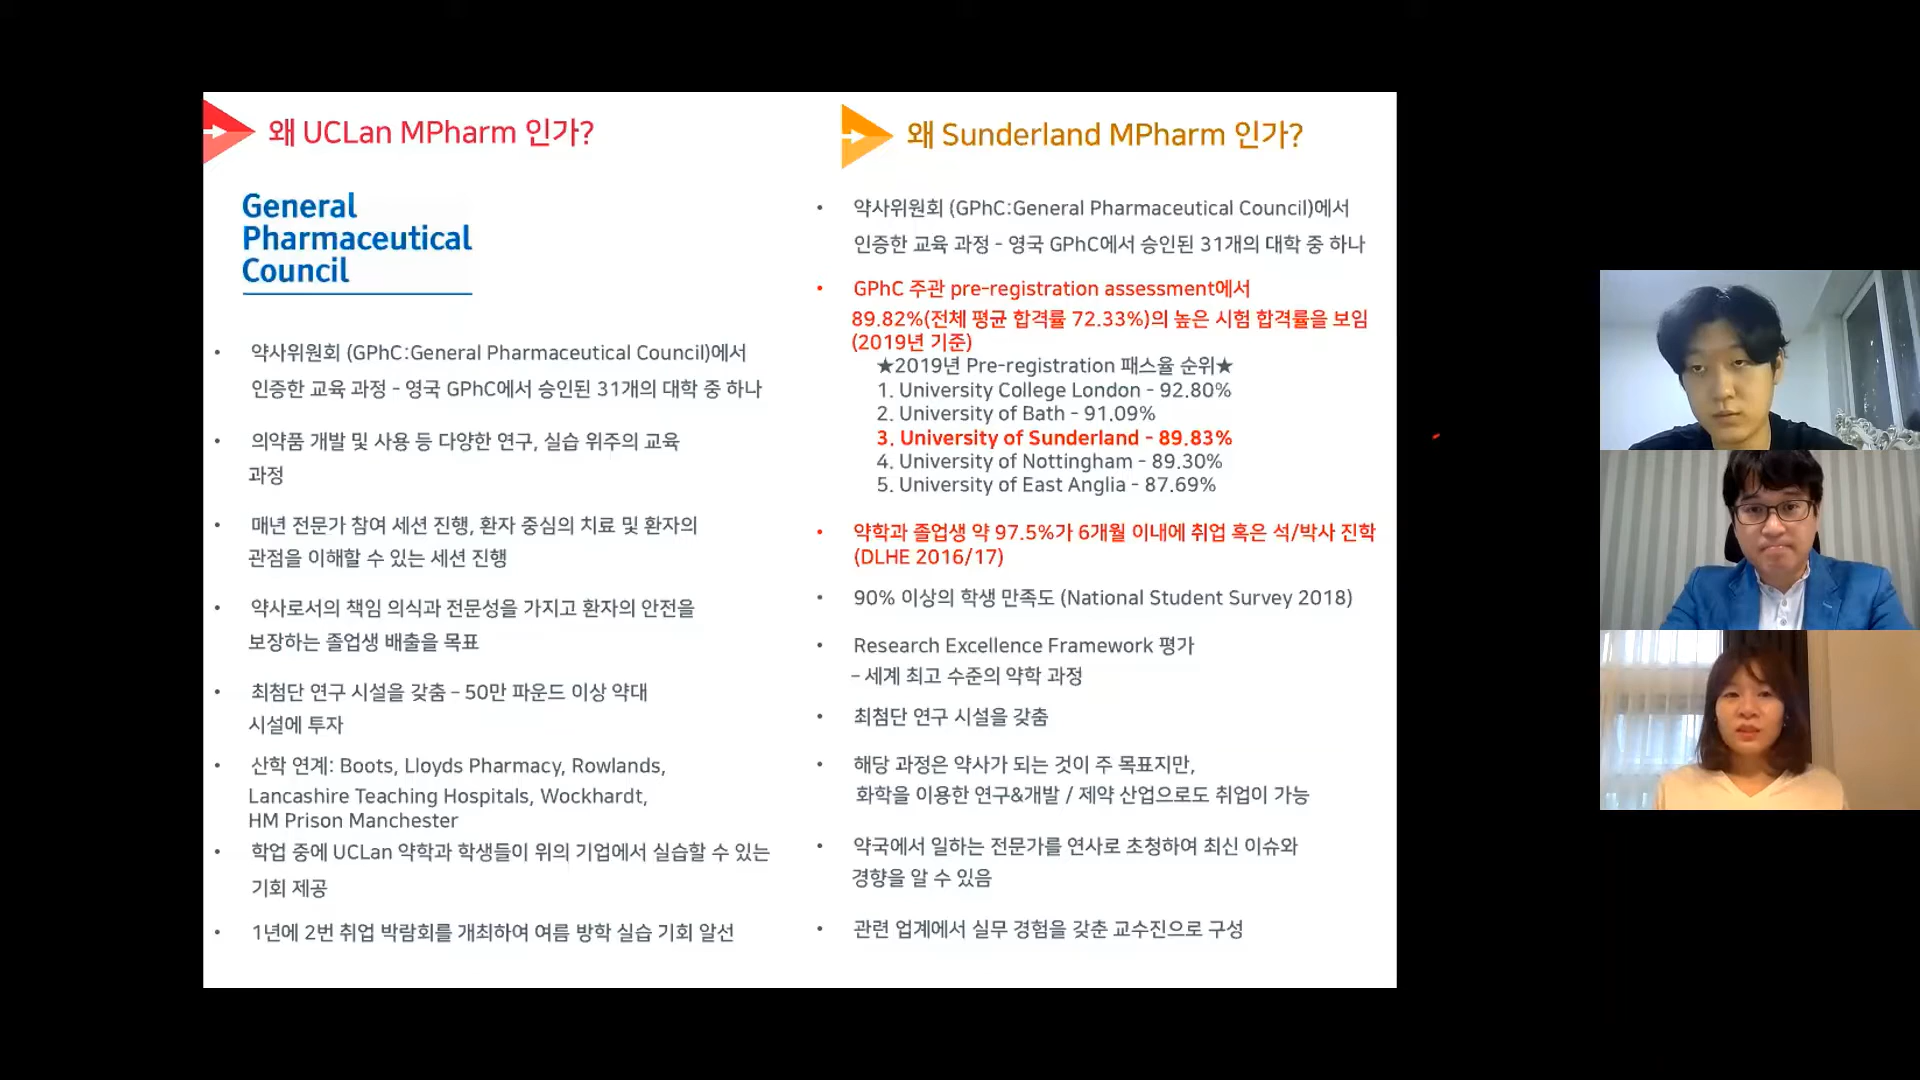 왜 UCLan MPharm 인가?
General
Pharmaceutical
Council
• 약사위원회 (GPhC:General Pharmaceutical Council)에서
인증한 교육 과정 - 영국 GPhC에서 승인된 31개의 대학 중 하나
• 의약품 개발 및 사용 등 다양한 연구, 실습 위주의 교육
과정
• 매년 전문가 참여 세션 진행, 환자 중심의 치료 및 환자의
관점을 이해할 수 있는 세션 진행
• 약사로서의 책임 의식과 전문성을 가지고 환자의 안전을
보장하는 졸업생 배출을 목표
• 최첨단 연구 시설을 갖춤 – 50만 파운드 이상 약대
시설에 투자
• 산학 연계: Boots, Lloyds Pharmacy, Rowlands,
Lancashire Teaching Hospitals, Wockhardt,
HM Prison Manchester
• 학업 중에 UCLan 약학과 학생들이 위의 기업에서 실습할 수 있는
기회 제공
• 1년에 2번 취업 박람회를 개최하여 여름 방학 실습 기회 알선
왜 Sunderland MPharm 인가?
• 약사위원회 (GPhC:General Pharmaceutical Council)에서
인증한 교육 과정 - 영국 GPhC에서 승인된 31개의 대학 중 하나
• GPhC 주관 pre-registration assessment에서
89.82%(전체 평균 합격률 72.33%)의 높은 시험 합격률을 보임
(2019년 기준)
★2019년 Pre-registration 패스율 순위★
1. University College London - 92.80%
2. University of Bath - 91.09%
3. University of Sunderland - 89.83%
4. University of Nottingham - 89.30%
5. University of East Anglia - 87.69%
• 약학과 졸업생 약 97.5%가 6개월 이내에 취업 혹은 석/박사 진학
(DLHE 2016/17)
• 90% 이상의 학생 만족도 (National Student Survey 2018)
• Research Excellence Framework 평가
– 세계 최고 수준의 약학 과정
• 최첨단 연구 시설을 갖춤
• 해당 과정은 약사가 되는 것이 주 목표지만,
화학을 이용한 연구&개발 / 제약 산업으로도 취업이 가능
• 약국에서 일하는 전문가를 연사로 초청하여 최신 이슈와
경향을 알 수 있음
• 관련 업계에서 실무 경험을 갖춘 교수진으로 구성